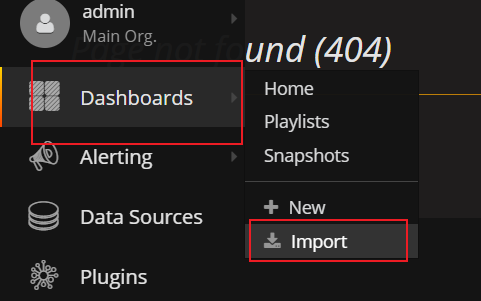 admin
Main Org.
Page not found (404)
Dashboards
Home
Playlists
Snapshots
New
Import
Alerting
Data Sources
Plugins